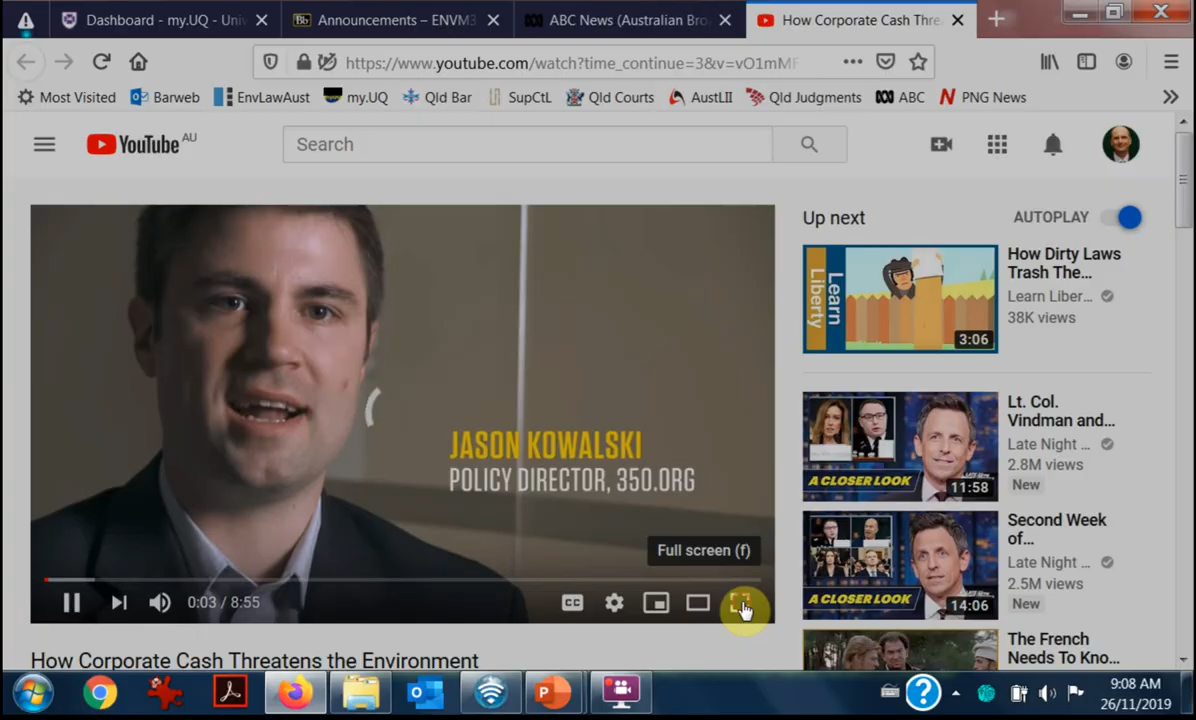 Dashboard - my.UQ - Uni
Announcements – ENVM3
ABC News (Australian Bro
How Corporate Cash Thre
https://www.youtube.com/watch?time_continue=3&v=vO1mMF
Most Visited
Barweb
EnvLawAust
my.UQ
Qld Bar
SupCtL
Qld Courts
AustLII
Qld Judgments
ABC
PNG News
YouTube AU
Search
JASON KOWALSKI
POLICY DIRECTOR, 350.ORG
Full screen (f)
CC
0:03 / 8:55
How Corporate Cash Threatens the Environment
Up next
AUTOPLAY
Learn Liberty
3:06
How Dirty Laws
Trash The...
Learn Liber...
38K views
A CLOSER LOOK
11:58
Lt. Col.
Vindman and...
Late Night ...
2.8M views
New
A CLOSER LOOK
14:06
Second Week
of...
Late Night ...
2.5M views
New
The French
Needs To Kno...
9:08 AM
26/11/2019